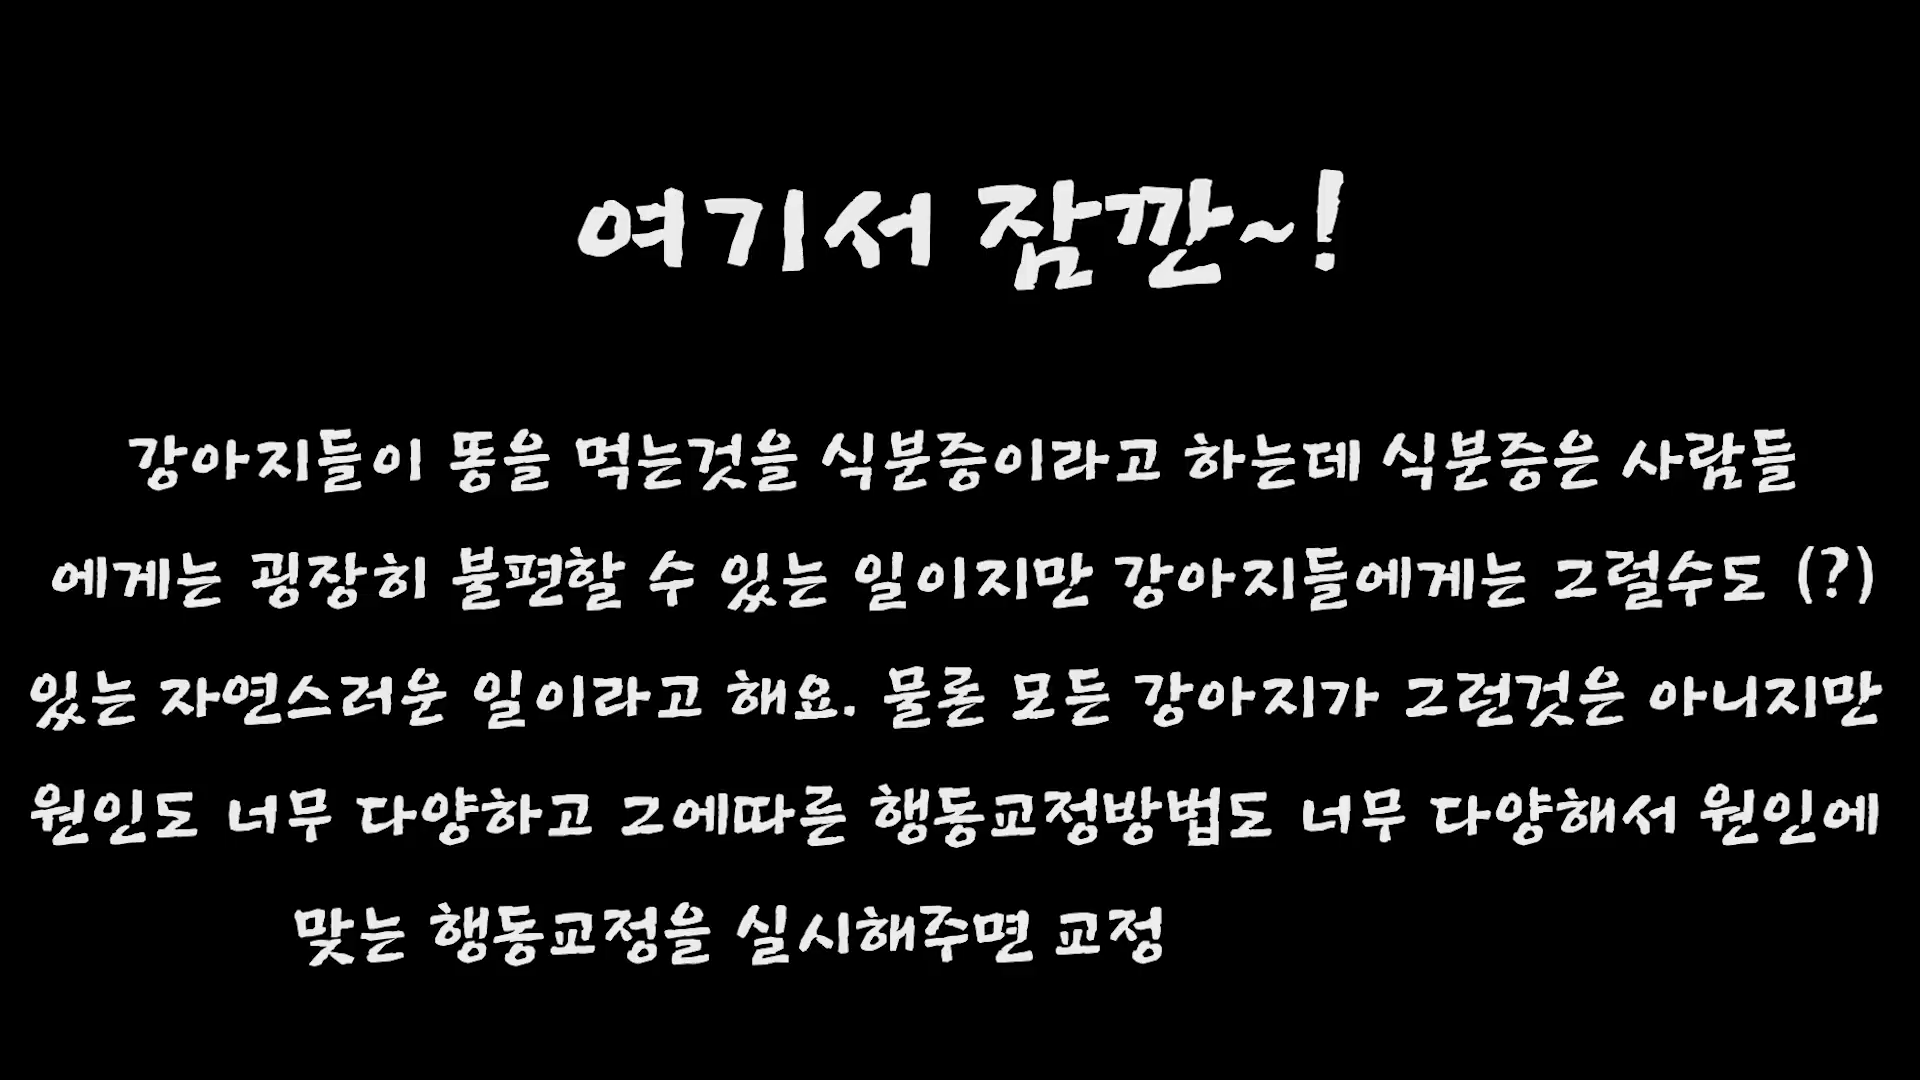 여기서 잠깐~!
강아지들이 똥을 먹는것을 식분증이라고 하는데 식분증은 사람들
에게는 굉장히 불편할 수 있는 일이지만 강아지들에게는 그럴수도 (?)
있는 자연스러운 일이라고 해요. 물론 모든 강아지가 그런것은 아니지만
원인도 너무 다양하고 그에따른 행동교정방법도 너무 다양해서 원인에
맞는 행동교정을 실시해주면 교정